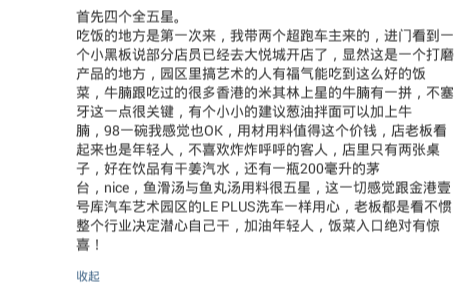 首先四个全五星。
吃饭的地方是第一次来，我带两个超跑车主来的，进门看到一
个小黑板说部分店员已经去大悦城开店了，显然这是一个打磨
产品的地方，园区里搞艺术的人有福气能吃到这么好的饭
菜，牛腩跟吃过的很多香港的米其林上星的牛腩有一拼，不塞
牙这一点很关键，有个小小的建议葱油拌面可以加上牛
腩，98一碗我感觉也OK，用材用料值得这个价钱，店老板看
起来也是年轻人，不喜欢炸炸呼呼的客人，店里只有两张桌
子，好在饮品有干姜汽水，还有一瓶200毫升的茅
台，nice，鱼滑汤与鱼丸汤用料很五星，这一切感觉跟金港壹
号库汽车艺术园区的LE PLUS洗车一样用心，老板都是看不惯
整个行业决定潜心自己干，加油年轻人，饭菜入口绝对有惊
喜！
收起